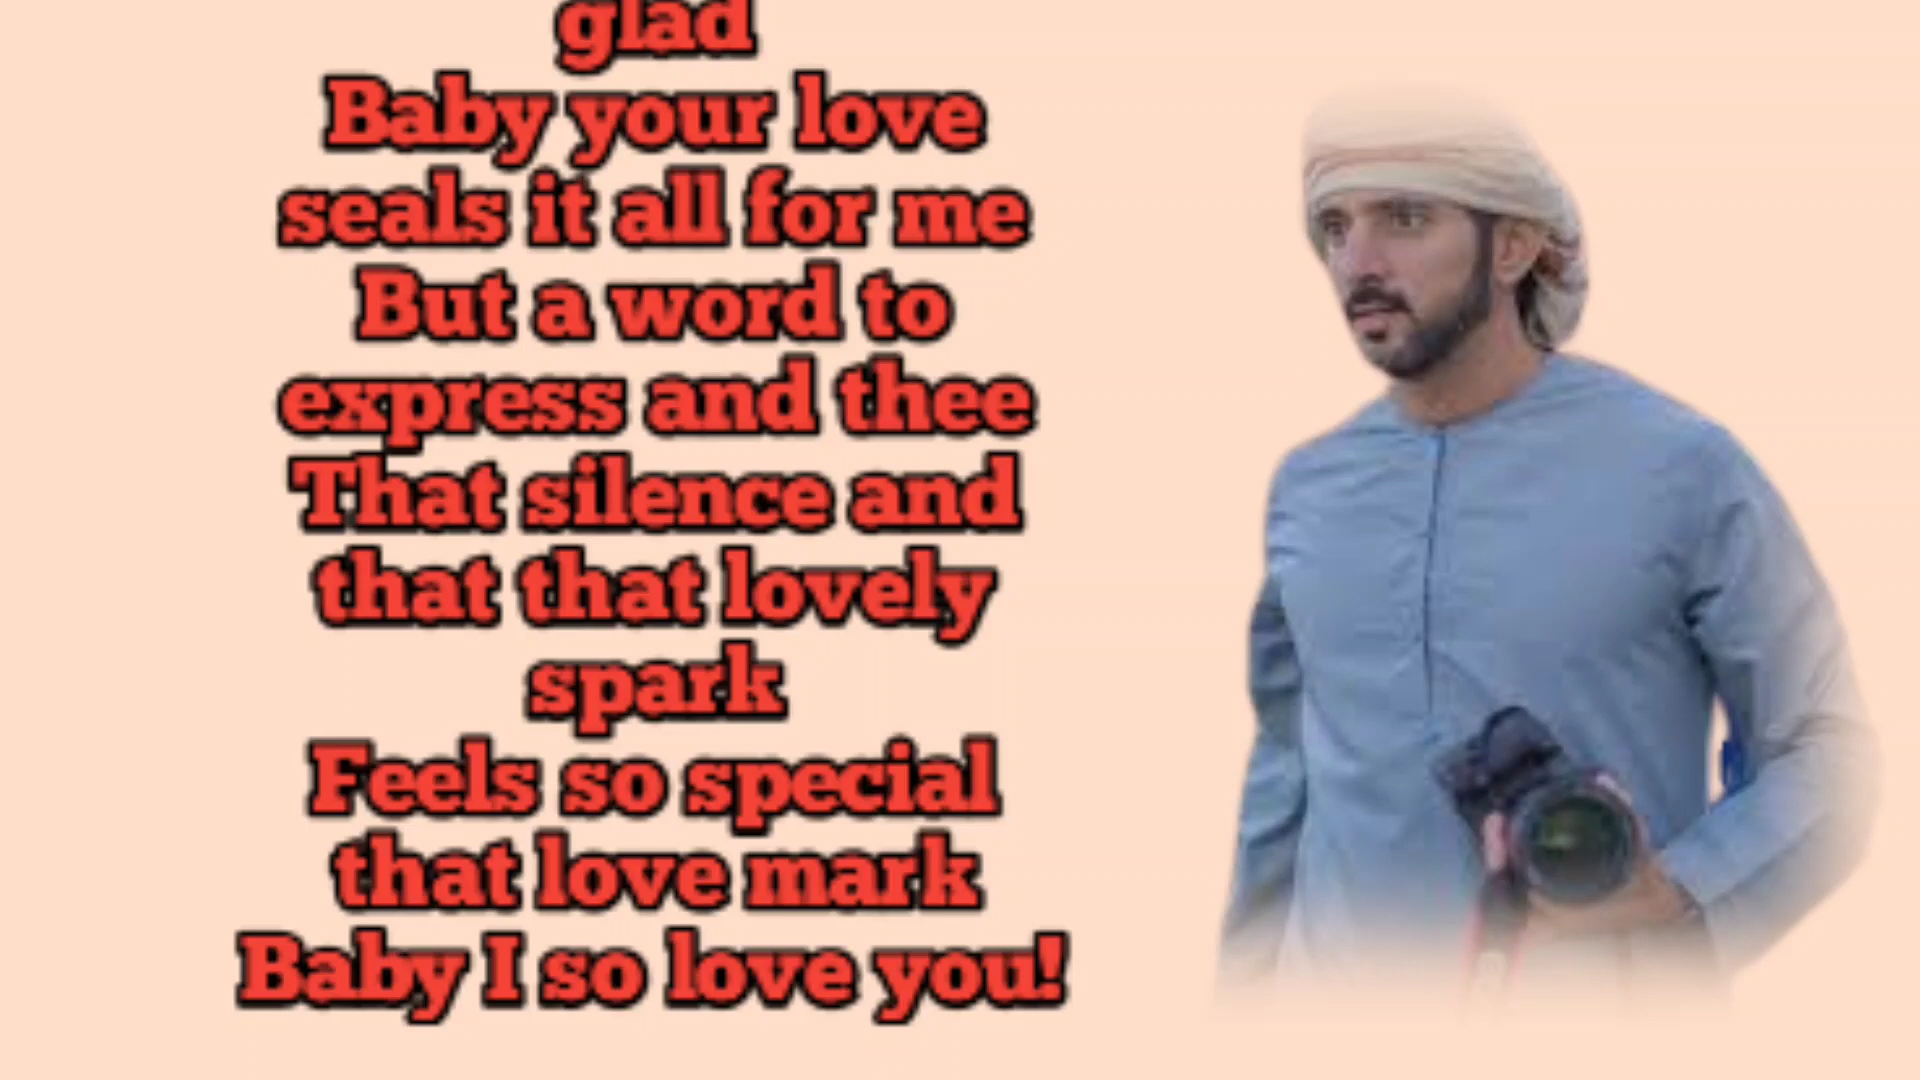 glad
Baby your love
seals it all for me
But a word to
express and thee
That silence and
that that lovely
spark
Feels so special
that love mark
Baby I so love you!